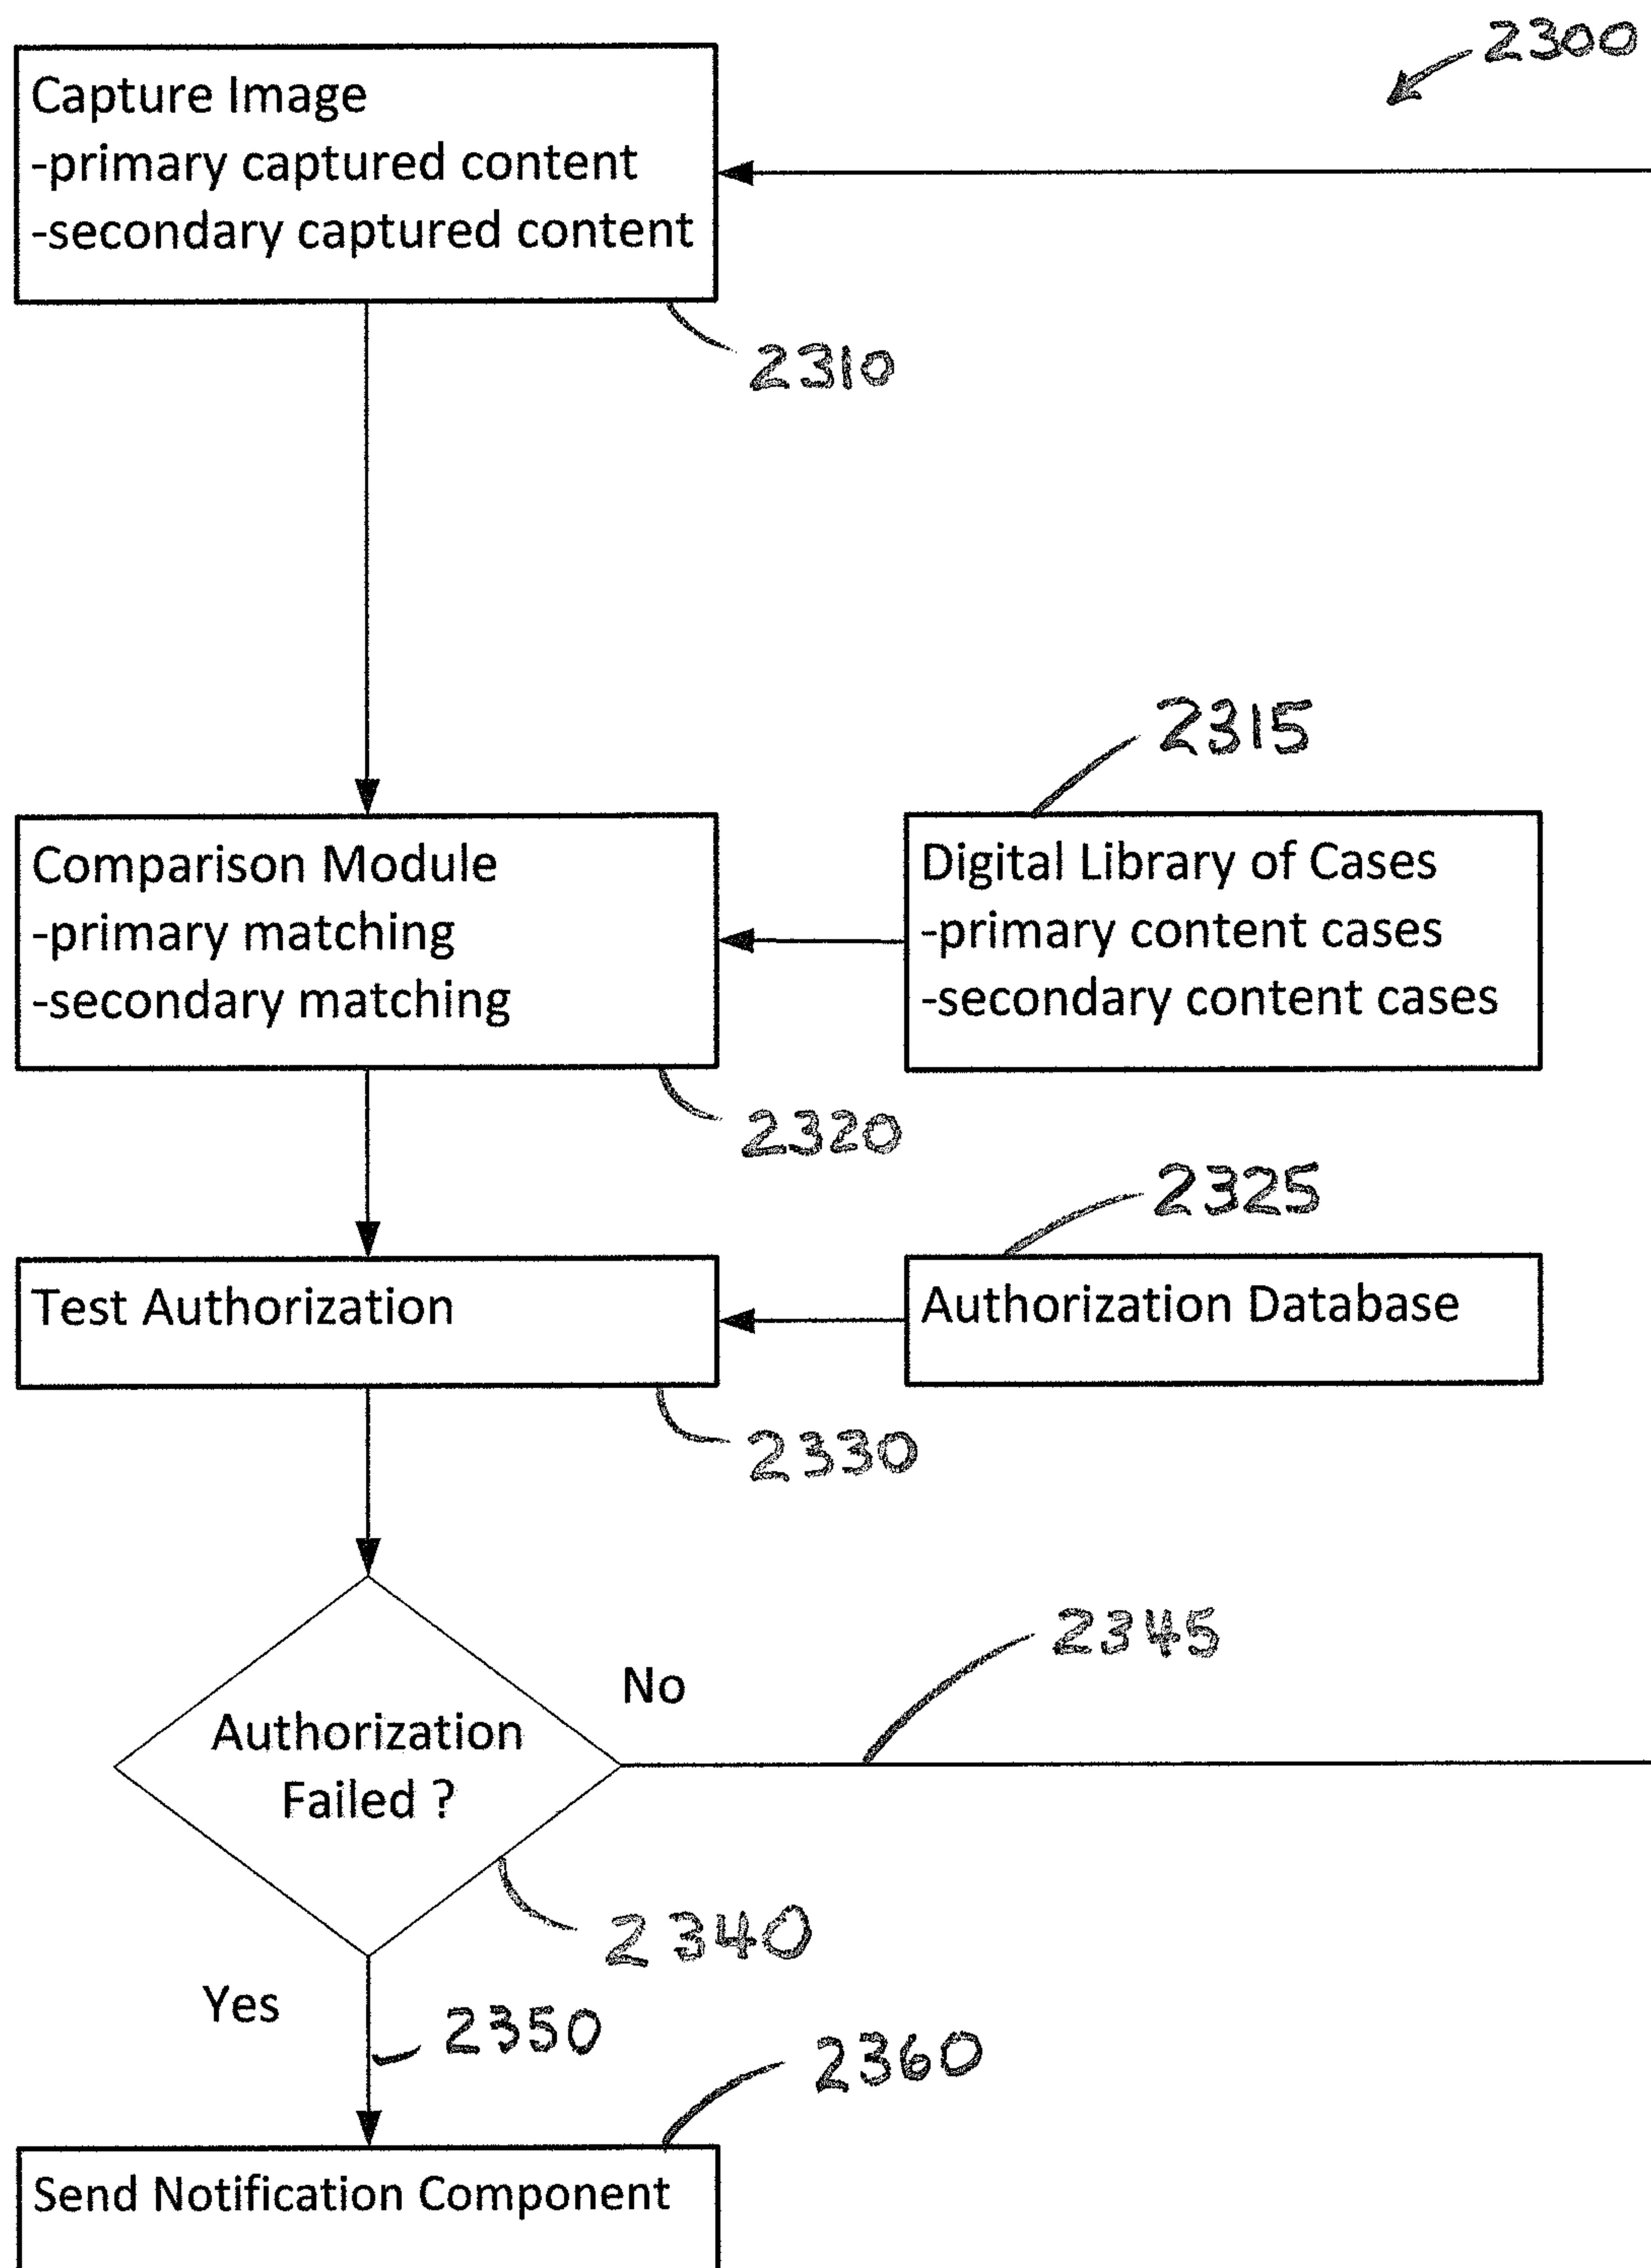 2300
Capture Image
-primary captured content
-secondary captured content
2310
2315
Comparison Module
-primary matching
-secondary matching
Digital Library of Cases
-primary content cases
-secondary content cases
2320
2325
Test Authorization
Authorization Database
2330
2345
No
Authorization
Failed ?
2340
Yes
2350
2360
Send Notification Component